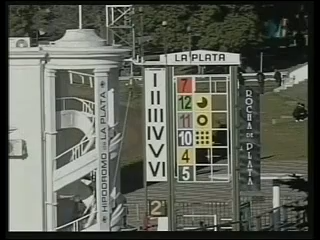 LA PLATA
I
II
III
IV
V
VI
7
12
11
10
4
5
2
HIPODROMO DE LA PLATA
ROCHA DE PLATA